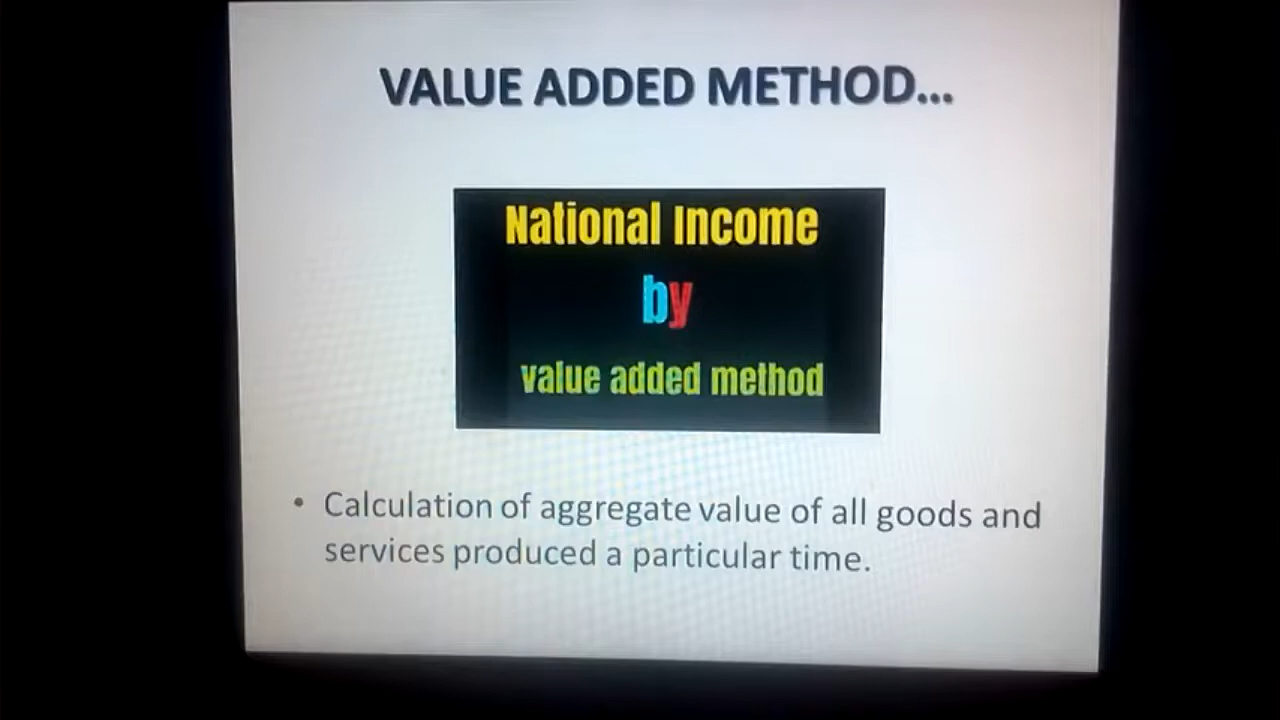 VALUE ADDED METHOD...
National Income
by
value added method
• Calculation of aggregate value of all goods and
services produced a particular time.